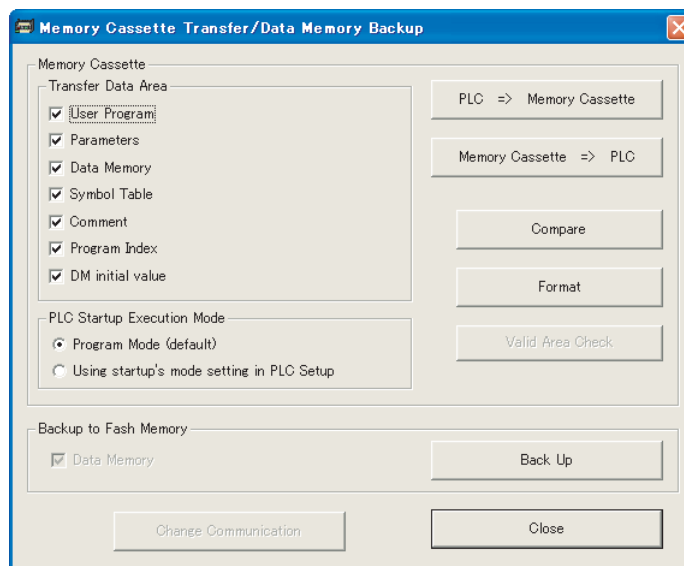 Memory Cassette Transfer/Data Memory Backup
Memory Cassette
Transfer Data Area
User Program
Parameters
Data Memory
Symbol Table
Comment
Program Index
DM initial value
PLC => Memory Cassette
Memory Cassette => PLC
Compare
Format
Valid Area Check
PLC Startup Execution Mode
Program Mode (default)
Using startup's mode setting in PLC Setup
Backup to Fash Memory
Data Memory
Back Up
Change Communication
Close